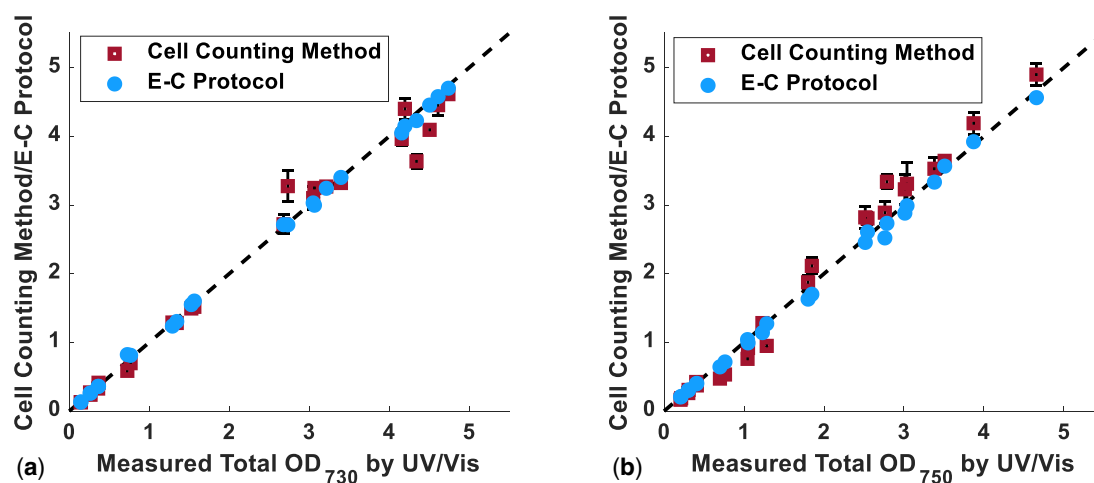 Cell Counting Method/E-C Protocol
5
4
3
2
1
0
Cell Counting Method
E-C Protocol
0 1 2 3 4 5
(a) Measured Total OD730 by UV/Vis
Cell Counting Method/E-C Protocol
5
4
3
2
1
0
Cell Counting Method
E-C Protocol
0 1 2 3 4 5
(b) Measured Total OD750 by UV/Vis